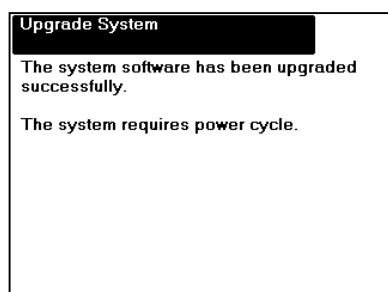 Upgrade System
The system software has been upgraded
successfully.
The system requires power cycle.